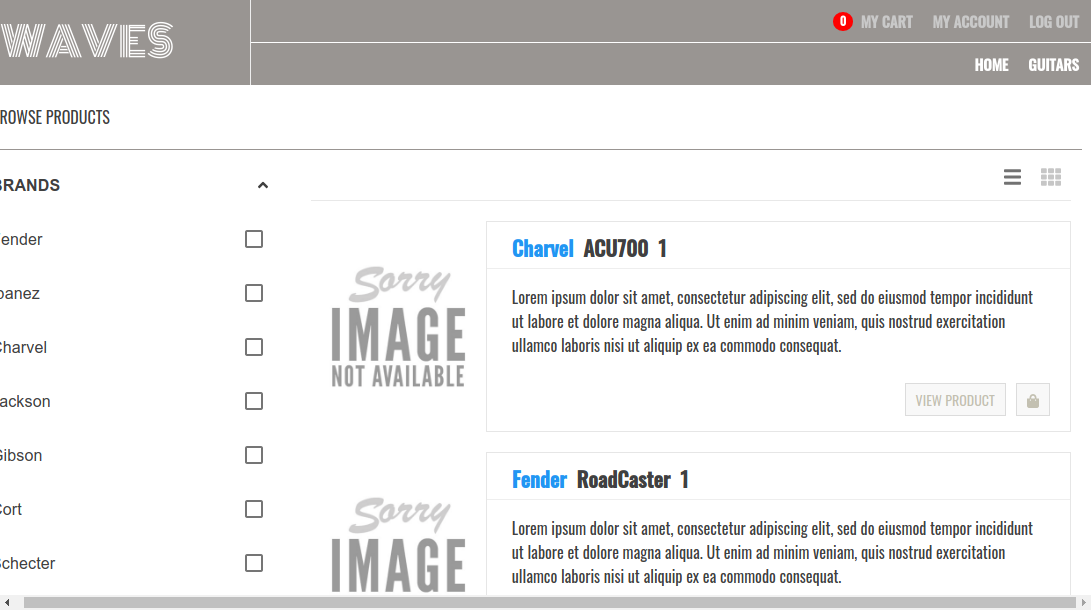 WAVES
0 MY CART MY ACCOUNT LOG OUT
HOME GUITARS
ROWSE PRODUCTS
BRANDS
ender
banez
Charvel
ackson
Gibson
ort
Schecter
Sorry
IMAGE
NOT AVAILABLE
Charvel ACU700 1
Lorem ipsum dolor sit amet, consectetur adipiscing elit, sed do eiusmod tempor incididunt
ut labore et dolore magna aliqua. Ut enim ad minim veniam, quis nostrud exercitation
ullamco laboris nisi ut aliquip ex ea commodo consequat.
VIEW PRODUCT
Sorry
IMAGE
Fender RoadCaster 1
Lorem ipsum dolor sit amet, consectetur adipiscing elit, sed do eiusmod tempor incididunt
ut labore et dolore magna aliqua. Ut enim ad minim veniam, quis nostrud exercitation
ullamco laboris nisi ut aliquip ex ea commodo consequat.